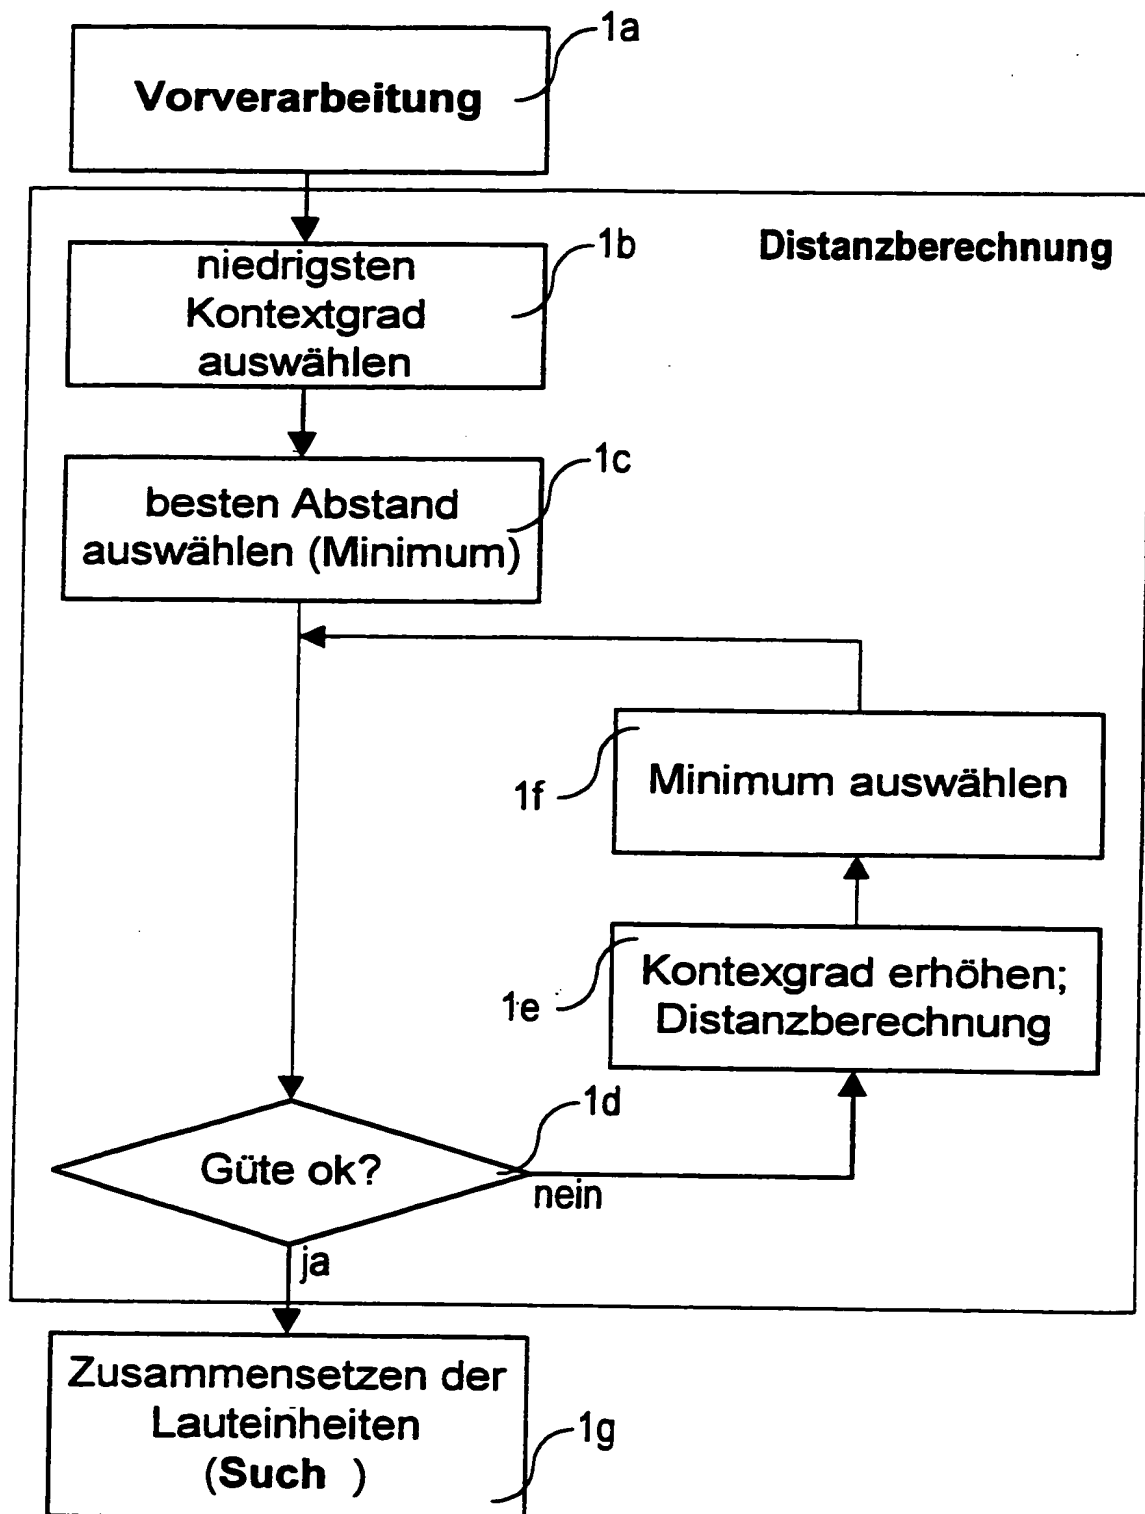 1a
Vorverarbeitung
Distanzberechnung
1b
niedrigsten
Kontextgrad
auswählen
1c
besten Abstand
auswählen (Minimum)
1f
Minimum auswählen
1e
Kontexgrad erhöhen;
Distanzberechnung
1d
Güte ok?
nein
ja
Zusammensetzen der
Lauteinheiten
(Such )
1g